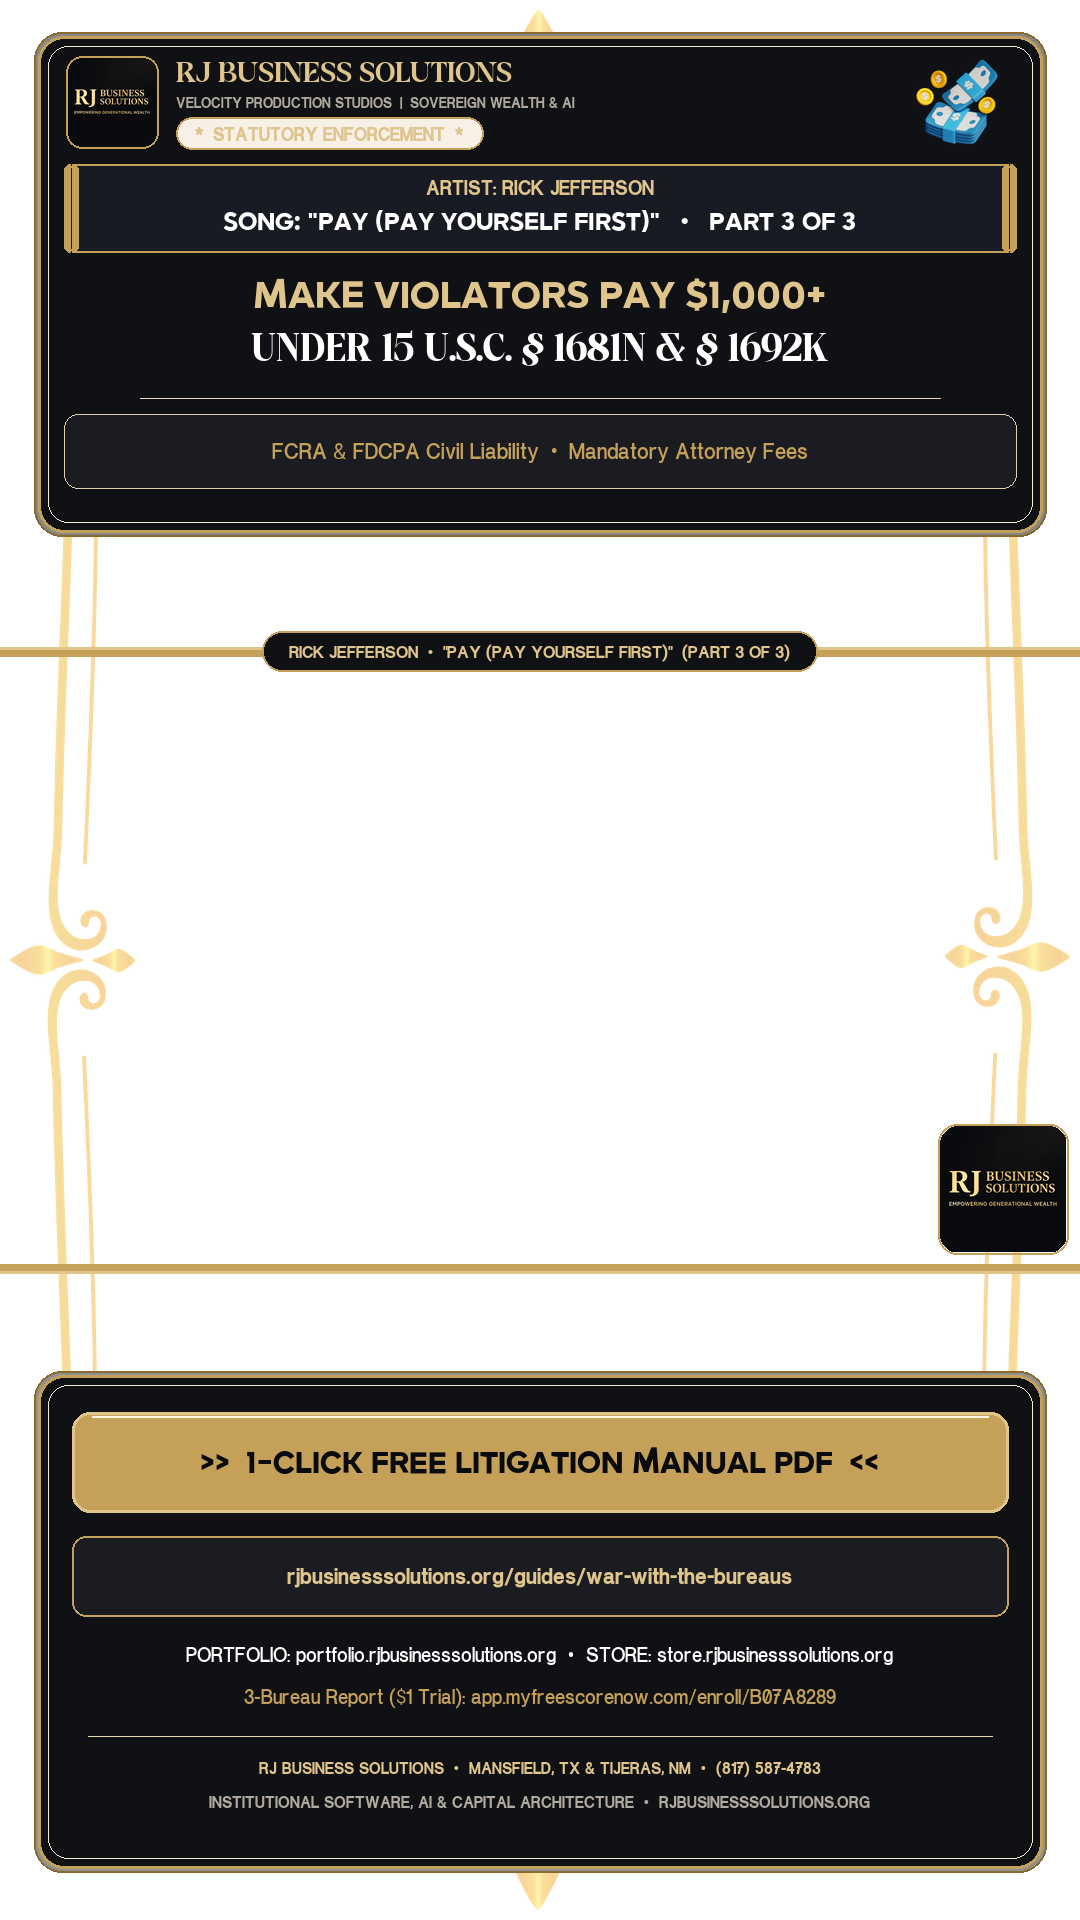 RJ BUSINESS SOLUTIONS
EMPOWERING GENERATIONAL WEALTH
RJ BUSINESS SOLUTIONS
VELOCITY PRODUCTION STUDIOS | SOVEREIGN WEALTH & AI
* STATUTORY ENFORCEMENT *
ARTIST: RICK JEFFERSON
SONG: "PAY (PAY YOURSELF FIRST)" • PART 3 OF 3
MAKE VIOLATORS PAY $1,000+
UNDER 15 U.S.C. § 1681N & § 1692K
FCRA & FDCPA Civil Liability • Mandatory Attorney Fees
RICK JEFFERSON • "PAY (PAY YOURSELF FIRST)" (PART 3 OF 3)
RJ BUSINESS SOLUTIONS
EMPOWERING GENERATIONAL WEALTH
>> 1-CLICK FREE LITIGATION MANUAL PDF <<
rjbusinesssolutions.org/guides/war-with-the-bureaus
PORTFOLIO: portfolio.rjbusinesssolutions.org • STORE: store.rjbusinesssolutions.org
3-Bureau Report ($1 Trial): app.myfreescorenow.com/enroll/B07A8289
RJ BUSINESS SOLUTIONS • MANSFIELD, TX & TIJERAS, NM • (817) 587-4783
INSTITUTIONAL SOFTWARE, AI & CAPITAL ARCHITECTURE • RJBUSINESSSOLUTIONS.ORG